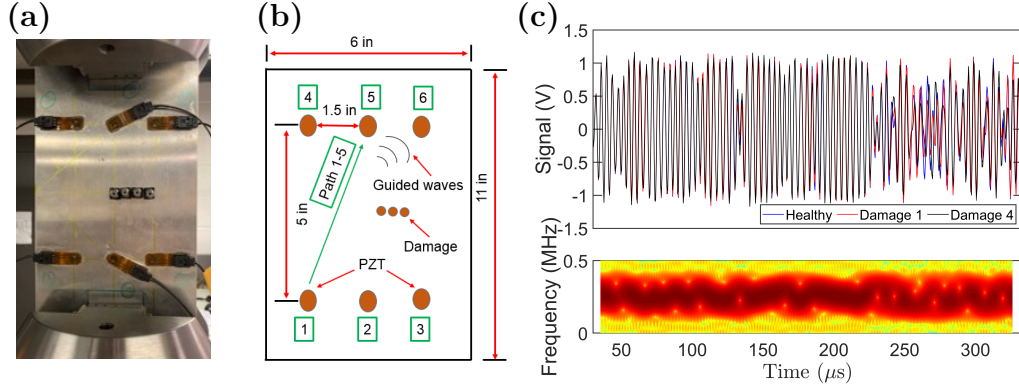 (a)
(b)
6 in
4
5
6
1.5 in
Path 1-5
Guided waves
5 in
11 in
Damage
PZT
1
2
3
(c)
Signal (V)
1.5
1
0.5
0
-0.5
-1
-1.5
Healthy
Damage 1
Damage 4
Frequency (MHz)
0.5
0
50
100
150
200
250
300
Time (μs)